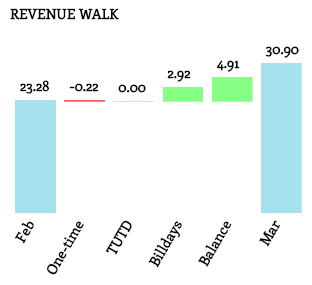 REVENUE WALK
30.90
4.91
2.92
23.28
-0.22
0.00
Feb
One-time
TUTD
Billdays
Balance
Mar